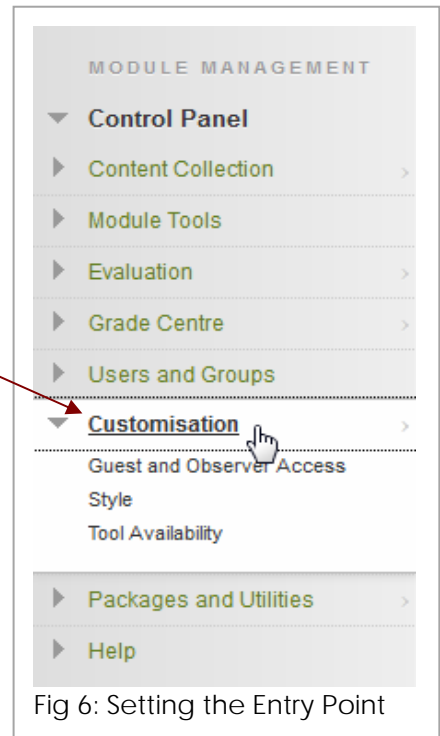 MODULE MANAGEMENT
Control Panel
Content Collection
Module Tools
Evaluation
Grade Centre
Users and Groups
Customisation
Guest and Observer Access
Style
Tool Availability
Packages and Utilities
Help
Fig 6: Setting the Entry Point